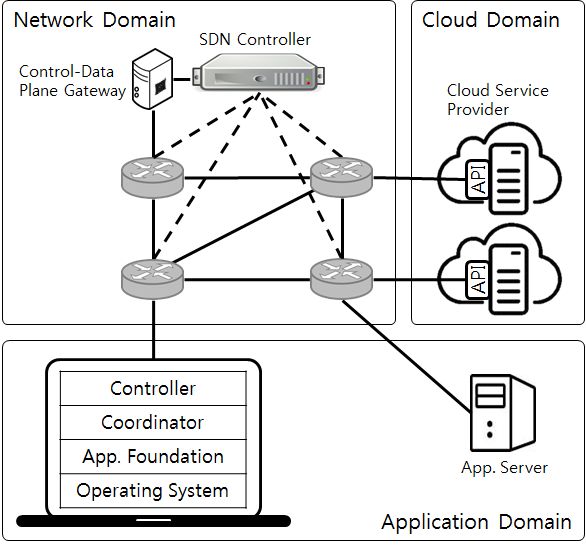 Network Domain
Cloud Domain
SDN Controller
Control-Data
Plane Gateway
Cloud Service
Provider
API
API
Controller
Coordinator
App. Foundation
Operating System
App. Server
Application Domain